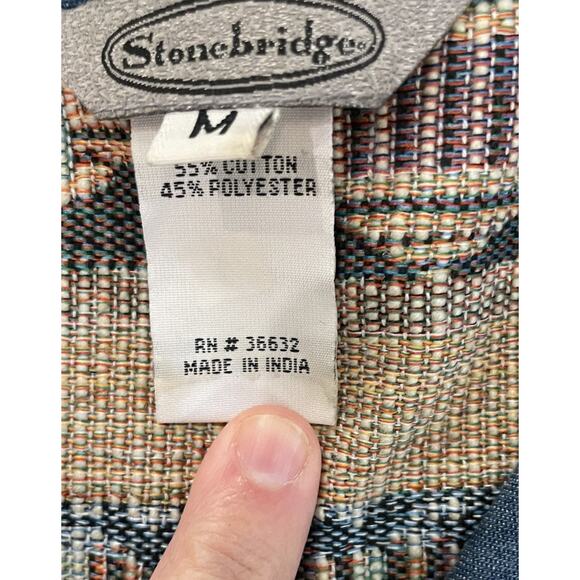 Stonebridge
M
55% COTTON
45% POLYESTER
RN # 36632
MADE IN INDIA